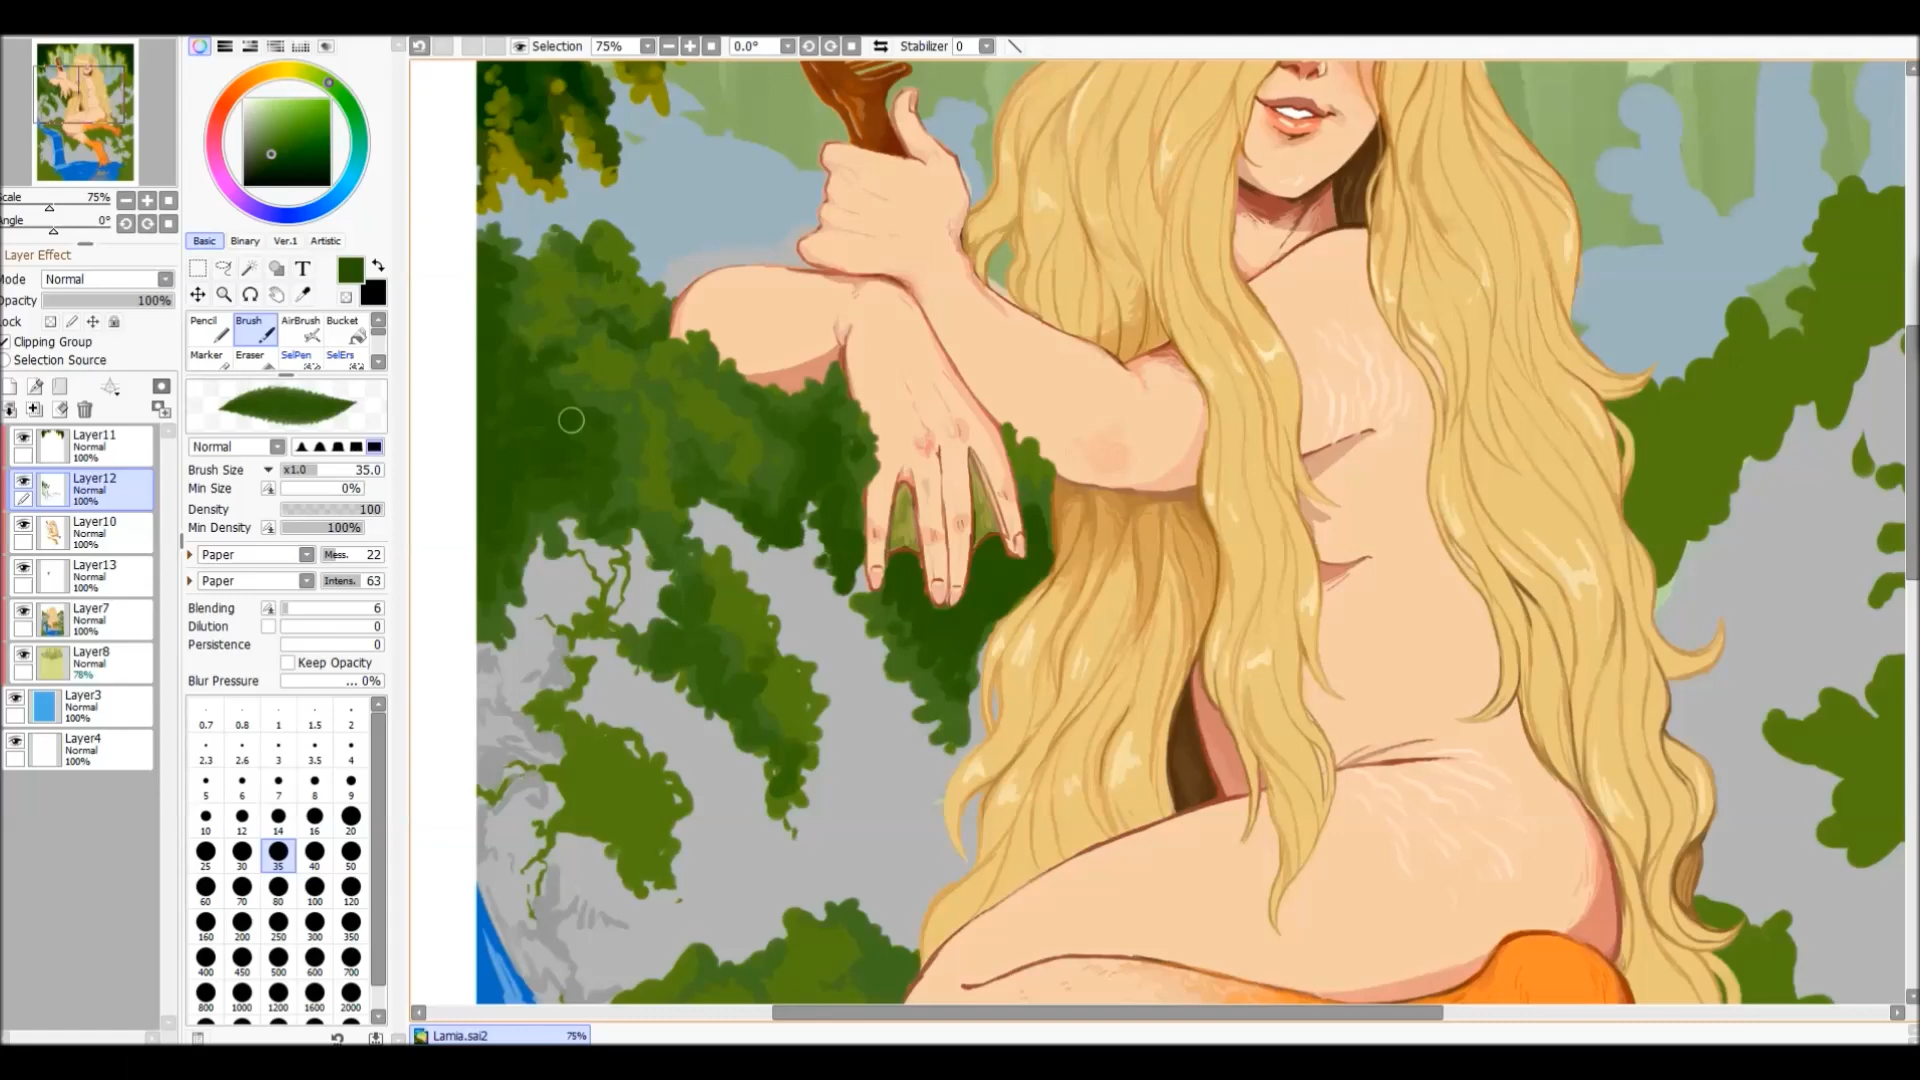 Selection 75% 0.0° Stabilizer 0
Scale 75%
Angle 0°
Layer Effect
Mode Normal
Opacity 100%
Lock
Clipping Group
Selection Source
Layer11
Normal
100%
Layer12
Normal
100%
Layer10
Normal
100%
Layer13
Normal
100%
Layer7
Normal
100%
Layer8
Normal
78%
Layer3
Normal
100%
Layer4
Normal
100%
Basic Binary Ver.1 Artistic
T
Pencil Brush AirBrush Bucket
Marker Eraser SelPen SelErs
Normal
Brush Size x1.0 35.0
Min Size 0%
Density 100
Min Density 100%
Paper Mess. 22
Paper Intens. 63
Blending 6
Dilution 0
Persistence 0
Keep Opacity
Blur Pressure ... 0%
0.7 0.8 1 1.5 2
2.3 2.6 3 3.5 4
5 6 7 8 9
10 12 14 16 20
25 30 35 40 50
60 70 80 100 120
160 200 250 300 350
400 450 500 600 700
800 1000 1200 1600 2000
Lamia.sai2 75%